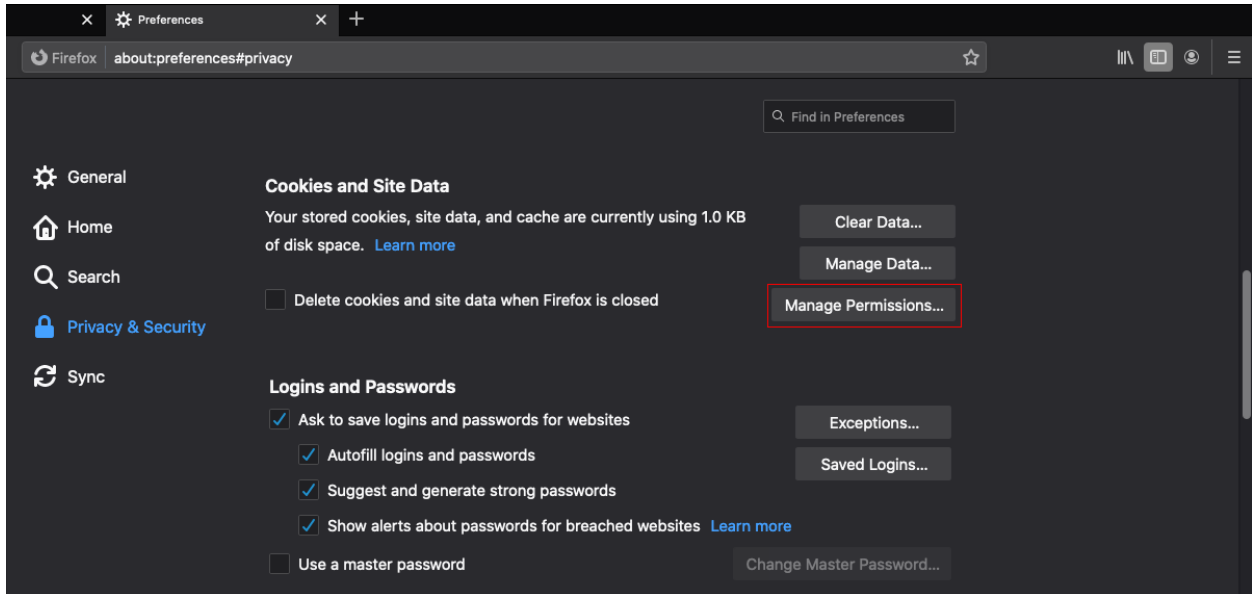 Preferences
Firefox about:preferences#privacy
Find in Preferences
General
Home
Search
Privacy & Security
Sync
Cookies and Site Data
Your stored cookies, site data, and cache are currently using 1.0 KB
of disk space. Learn more
Clear Data...
Manage Data...
Delete cookies and site data when Firefox is closed
Manage Permissions...
Logins and Passwords
Ask to save logins and passwords for websites
Exceptions...
Autofill logins and passwords
Saved Logins...
Suggest and generate strong passwords
Show alerts about passwords for breached websites Learn more
Use a master password
Change Master Password...